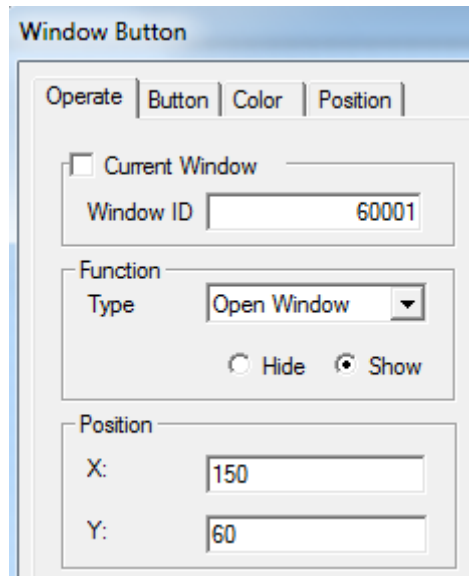 Window Button
Operate Button Color Position
Current Window
Window ID 60001
Function
Type Open Window
Hide Show
Position
X: 150
Y: 60